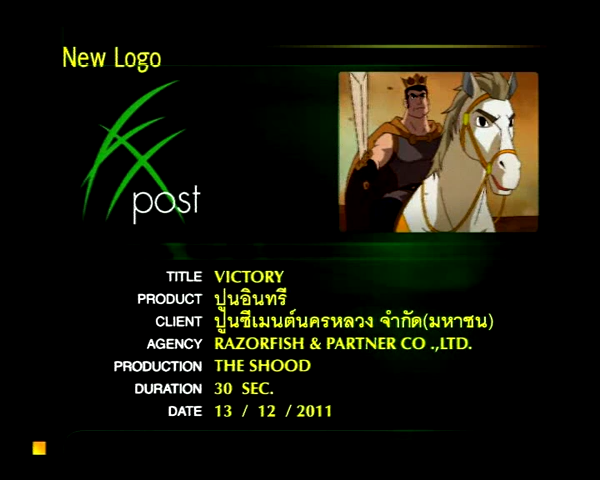 New Logo
fx
post
TITLE VICTORY
PRODUCT ปูนอินทรี
CLIENT ปูนซีเมนต์นครหลวง จำกัด(มหาชน)
AGENCY RAZORFISH & PARTNER CO .,LTD.
PRODUCTION THE SHOOD
DURATION 30 SEC.
DATE 13 / 12 / 2011